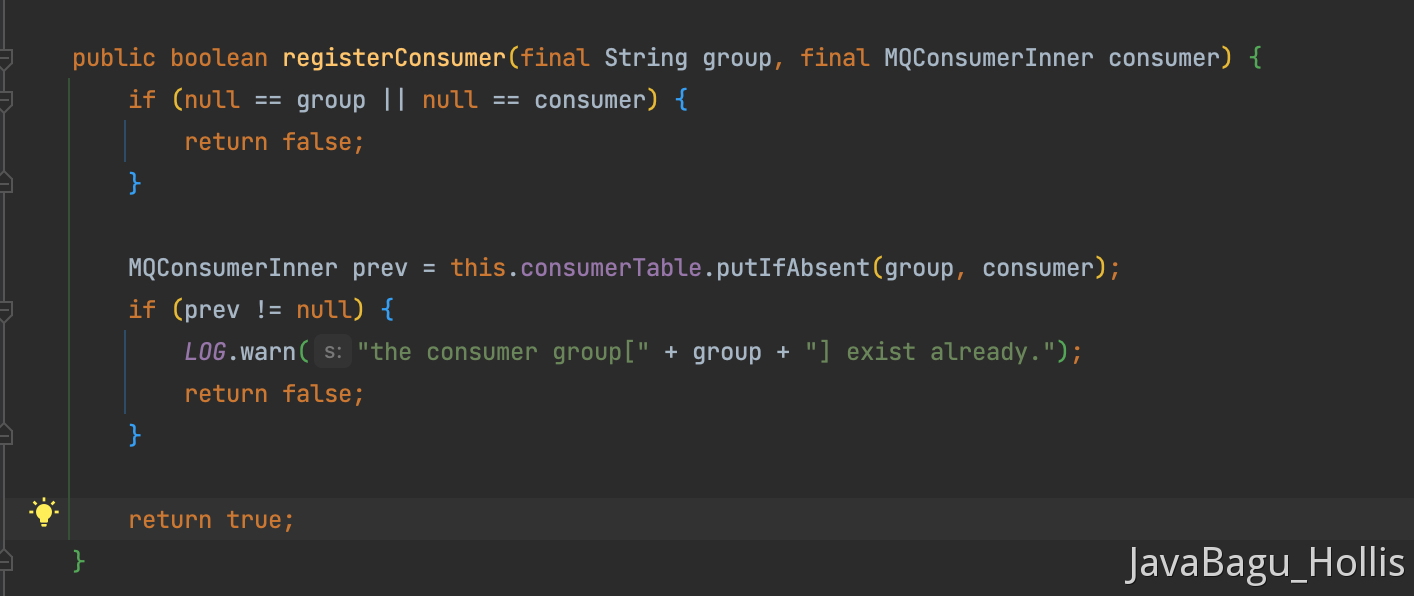 public boolean registerConsumer(final String group, final MQConsumerInner consumer) {
if (null == group || null == consumer) {
return false;
}
MQConsumerInner prev = this.consumerTable.putIfAbsent(group, consumer);
if (prev != null) {
LOG.warn( s: "the consumer group[" + group + "] exist already.");
return false;
}
return true;
}
JavaBagu_Hollis